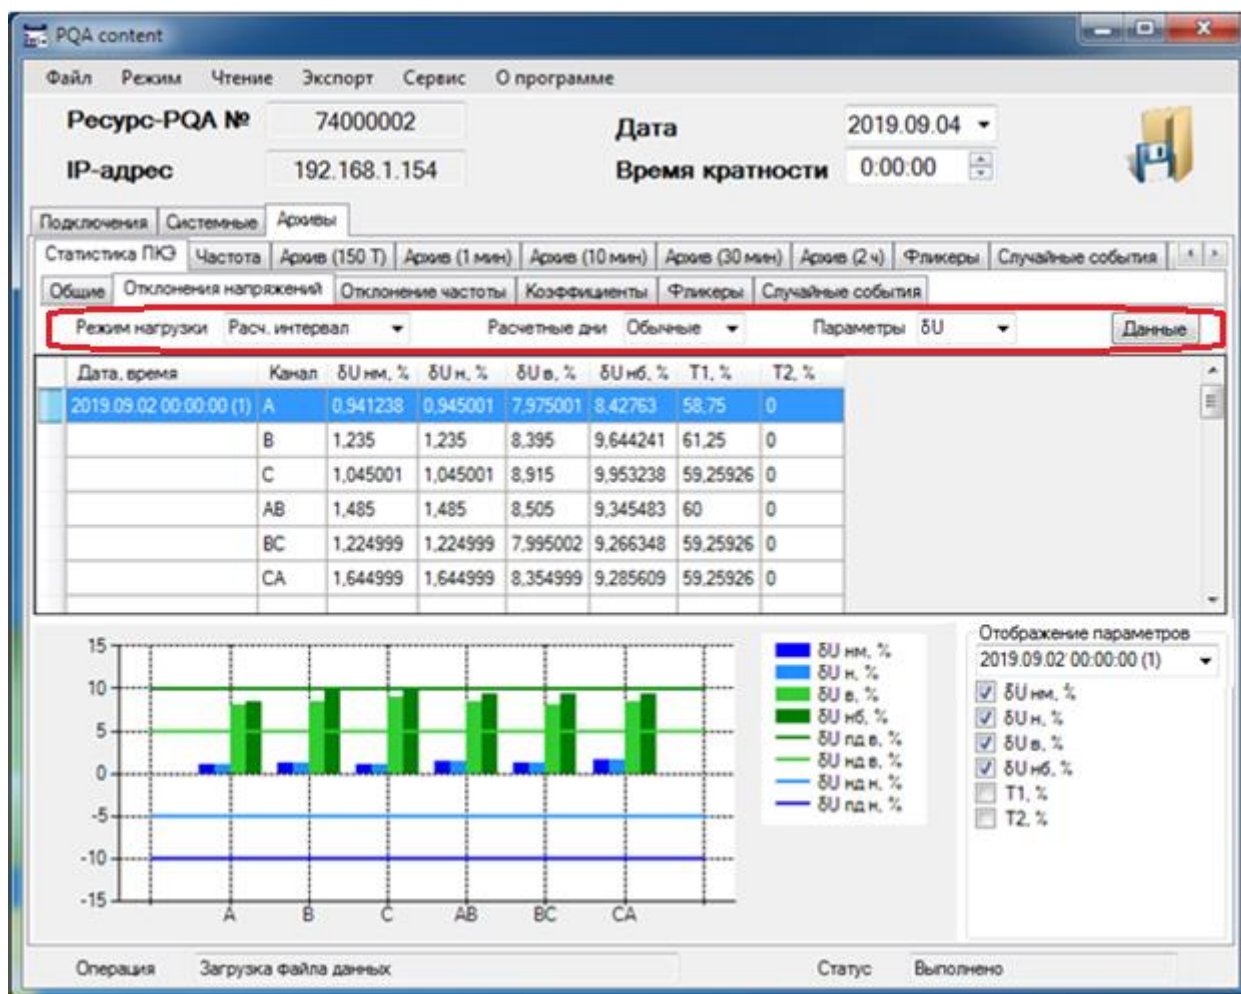 PQA content
Файл Режим Чтение Экспорт Сервис О программе
Ресурс-PQA № 74000002 Дата 2019.09.04
IP-адрес 192.168.1.154 Время кратности 0:00:00
Подключения Системные Архивы
Статистика ПКЭ Частота Архив (150 Т) Архив (1 мин) Архив (10 мин) Архив (30 мин) Архив (2 ч) Фликеры Случайные события
Общие Отклонения напряжений Отклонение частоты Коэффициенты Фликеры Случайные события
Режим нагрузки Расч. интервал Расчетные дни Обычные Параметры δU Данные
Дата, время Канал δU нм, % δU н, % δU в, % δU нб, % T1, % T2, %
2019.09.02 00:00:00 (1) A 0,941238 0,945001 7,975001 8,42763 58,75 0
B 1,235 1,235 8,395 9,644241 61,25 0
C 1,045001 1,045001 8,915 9,953238 59,25926 0
AB 1,485 1,485 8,505 9,345483 60 0
BC 1,224999 1,224999 7,995002 9,266348 59,25926 0
CA 1,644999 1,644999 8,354999 9,285609 59,25926 0
15
10
5
0
-5
-10
-15
A B C AB BC CA
δU нм, %
δU н, %
δU в, %
δU нб, %
δU пд в, %
δU нд в, %
δU нд н, %
δU пд н, %
Отображение параметров
2019.09.02 00:00:00 (1)
δU нм, %
δU н, %
δU в, %
δU нб, %
T1, %
T2, %
Операция Загрузка файла данных Статус Выполнено